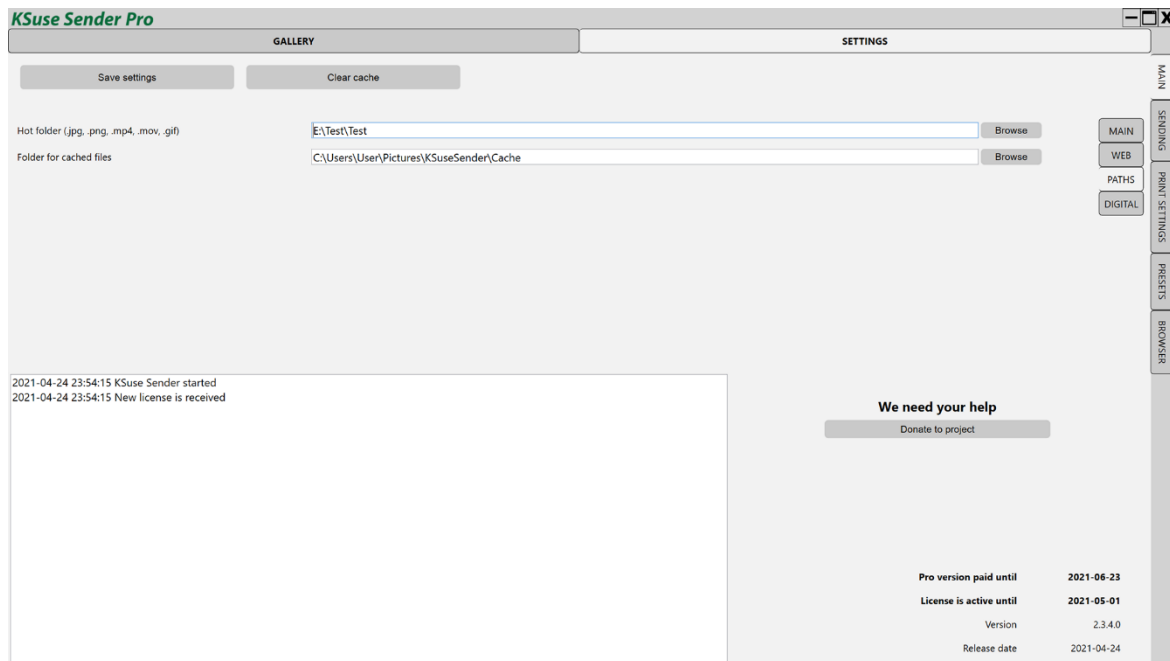 KSuse Sender Pro
GALLERY
SETTINGS
Save settings
Clear cache
Hot folder (.jpg, .png, .mp4, .mov, .gif)
E:\Test\Test
Browse
Folder for cached files
C:\Users\User\Pictures\KSuseSender\Cache
Browse
MAIN
WEB
PATHS
DIGITAL
MAIN
SENDING
PRINT SETTINGS
PRESETS
BROWSER
2021-04-24 23:54:15 KSuse Sender started
2021-04-24 23:54:15 New license is received
We need your help
Donate to project
Pro version paid until 2021-06-23
License is active until 2021-05-01
Version 2.3.4.0
Release date 2021-04-24